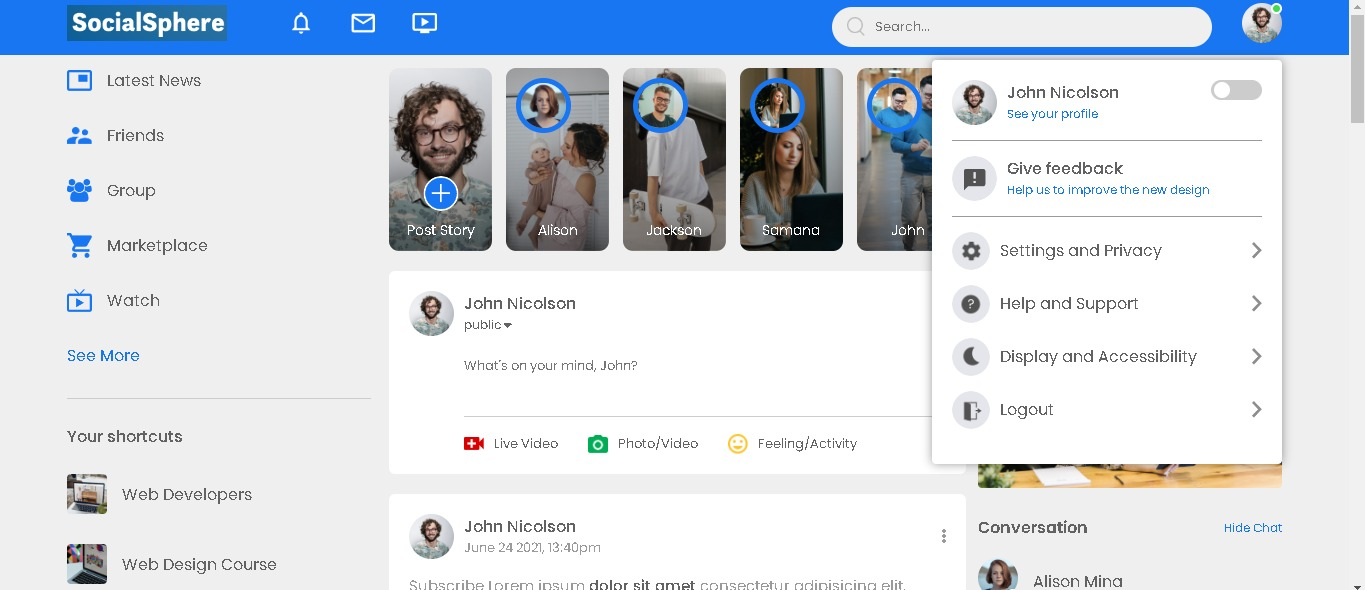 SocialSphere
Search...
Latest News
Friends
Group
Marketplace
Watch
See More
Your shortcuts
Web Developers
Web Design Course
Post Story
Alison
Jackson
Samana
John
John Nicolson
public
What's on your mind, John?
Live Video
Photo/Video
Feeling/Activity
John Nicolson
June 24 2021, 13:40pm
Subscribe Lorem ipsum dolor sit amet consectetur adipisicing elit.
John Nicolson
See your profile
Give feedback
Help us to improve the new design
Settings and Privacy
Help and Support
Display and Accessibility
Logout
Conversation
Hide Chat
Alison Mina